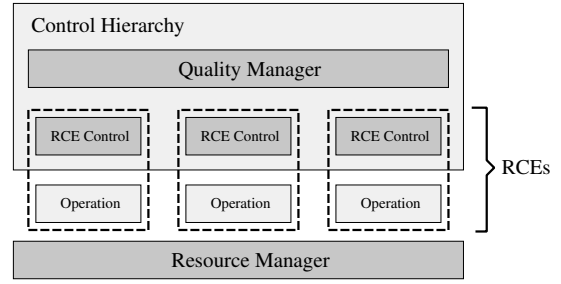 Control Hierarchy
Quality Manager
RCE Control RCE Control RCE Control
RCEs
Operation Operation Operation
Resource Manager